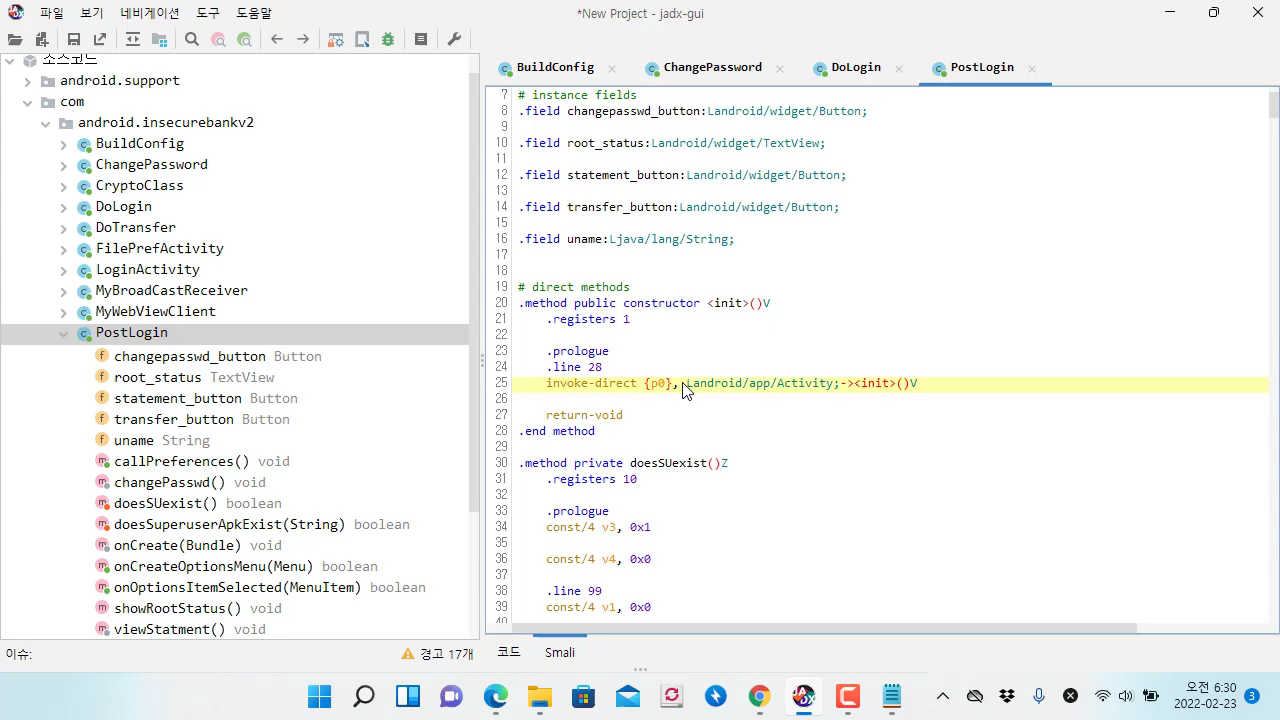 파일 보기 네비게이션 도구 도움말
*New Project - jadx-gui
소스코드
android.support
com
android.insecurebankv2
BuildConfig
ChangePassword
CryptoClass
DoLogin
DoTransfer
FilePrefActivity
LoginActivity
MyBroadCastReceiver
MyWebViewClient
PostLogin
changepasswd_button Button
root_status TextView
statement_button Button
transfer_button Button
uname String
callPreferences() void
changePasswd() void
doesSUexist() boolean
doesSuperuserApkExist(String) boolean
onCreate(Bundle) void
onCreateOptionsMenu(Menu) boolean
onOptionsItemSelected(MenuItem) boolean
showRootStatus() void
viewStatment() void
이슈: 경고 17개
BuildConfig ChangePassword DoLogin PostLogin
7 # instance fields
8 .field changepasswd_button:Landroid/widget/Button;
9
10 .field root_status:Landroid/widget/TextView;
11
12 .field statement_button:Landroid/widget/Button;
13
14 .field transfer_button:Landroid/widget/Button;
15
16 .field uname:Ljava/lang/String;
17
18
19 # direct methods
20 .method public constructor <init>()V
21 .registers 1
22
23 .prologue
24 .line 28
25 invoke-direct {p0}, Landroid/app/Activity;-><init>()V
26
27 return-void
28 .end method
29
30 .method private doesSUexist()Z
31 .registers 10
32
33 .prologue
34 const/4 v3, 0x1
35
36 const/4 v4, 0x0
37
38 .line 99
39 const/4 v1, 0x0
40
코드 Smali
오전 6:30
2022-02-23
3